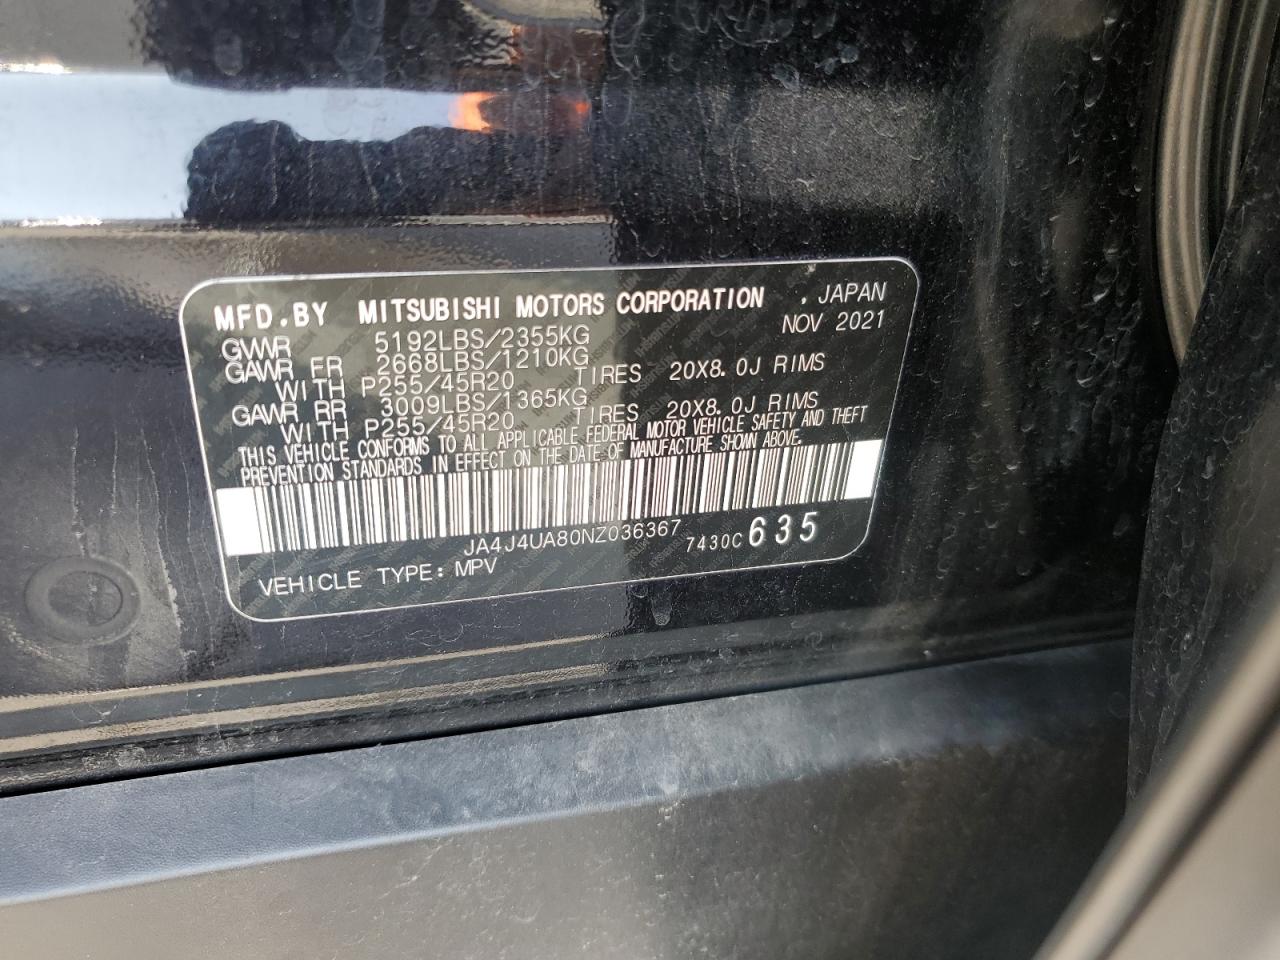 MFD.BY MITSUBISHI MOTORS CORPORATION . JAPAN
NOV 2021
GVWR 5192LBS/2355KG
GAWR FR 2668LBS/1210KG
WITH P255/45R20 TIRES 20X8.0J RIMS
GAWR RR 3009LBS/1365KG
WITH P255/45R20 TIRES 20X8.0J RIMS
THIS VEHICLE CONFORMS TO ALL APPLICABLE FEDERAL MOTOR VEHICLE SAFETY AND THEFT
PREVENTION STANDARDS IN EFFECT ON THE DATE OF MANUFACTURE SHOWN ABOVE.
JA4J4UA80NZ036367 7430C 635
VEHICLE TYPE: MPV